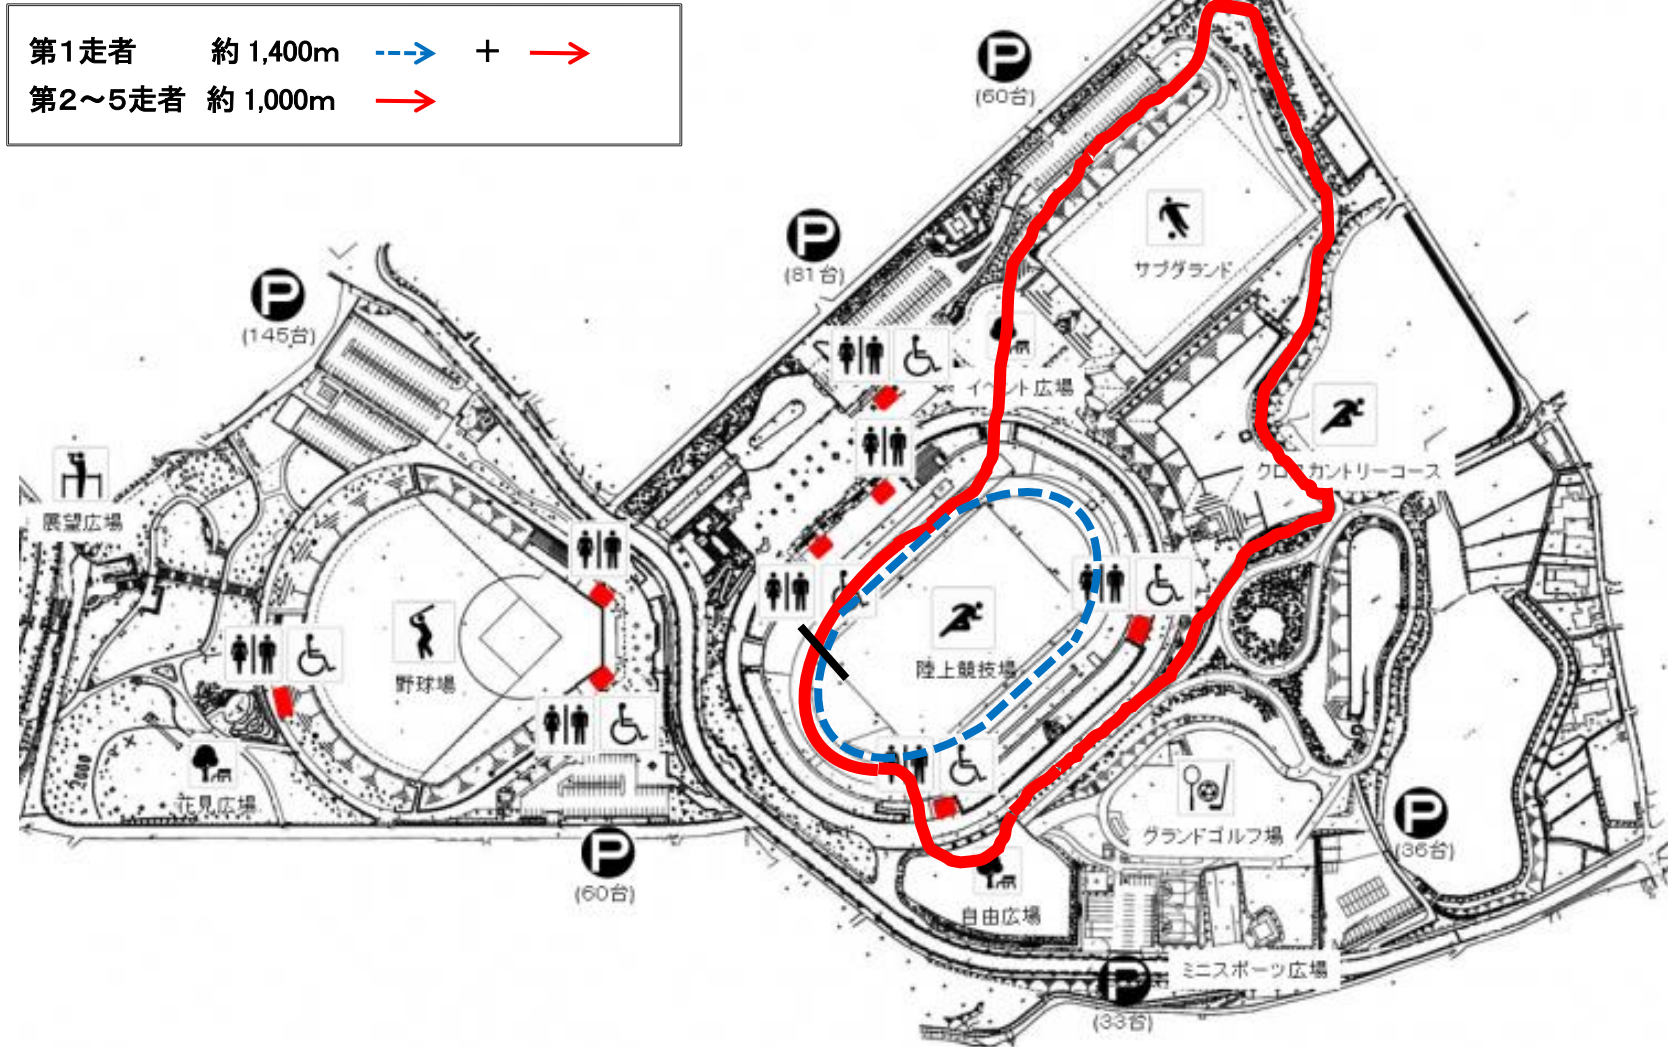 第1走者 約 1,400m ＋
第2～5走者 約 1,000m
P
(60台)
P
(81台)
P
(145台)
サブグランド
イベント広場
クロスカントリーコース
展望広場
野球場
陸上競技場
花見広場
グランドゴルフ場
P
(36台)
P
(60台)
自由広場
ミニスポーツ広場
P
(33台)